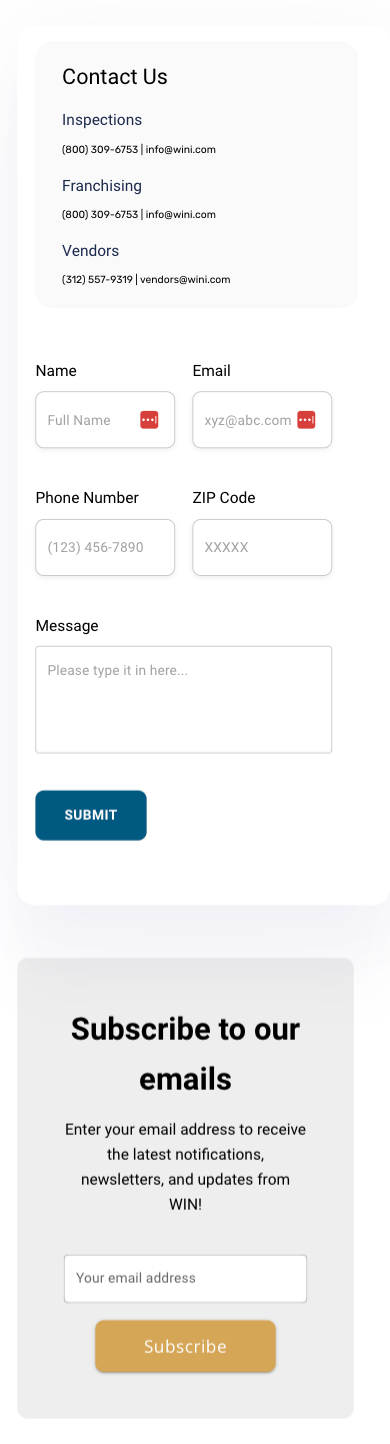 Contact Us
Inspections
(800) 309-6753 | info@wini.com
Franchising
(800) 309-6753 | info@wini.com
Vendors
(312) 557-9319 | vendors@wini.com
Name
Email
Full Name
xyz@abc.com
Phone Number
ZIP Code
(123) 456-7890
XXXXX
Message
Please type it in here...
SUBMIT
Subscribe to our
emails
Enter your email address to receive
the latest notifications,
newsletters, and updates from
WIN!
Your email address
Subscribe